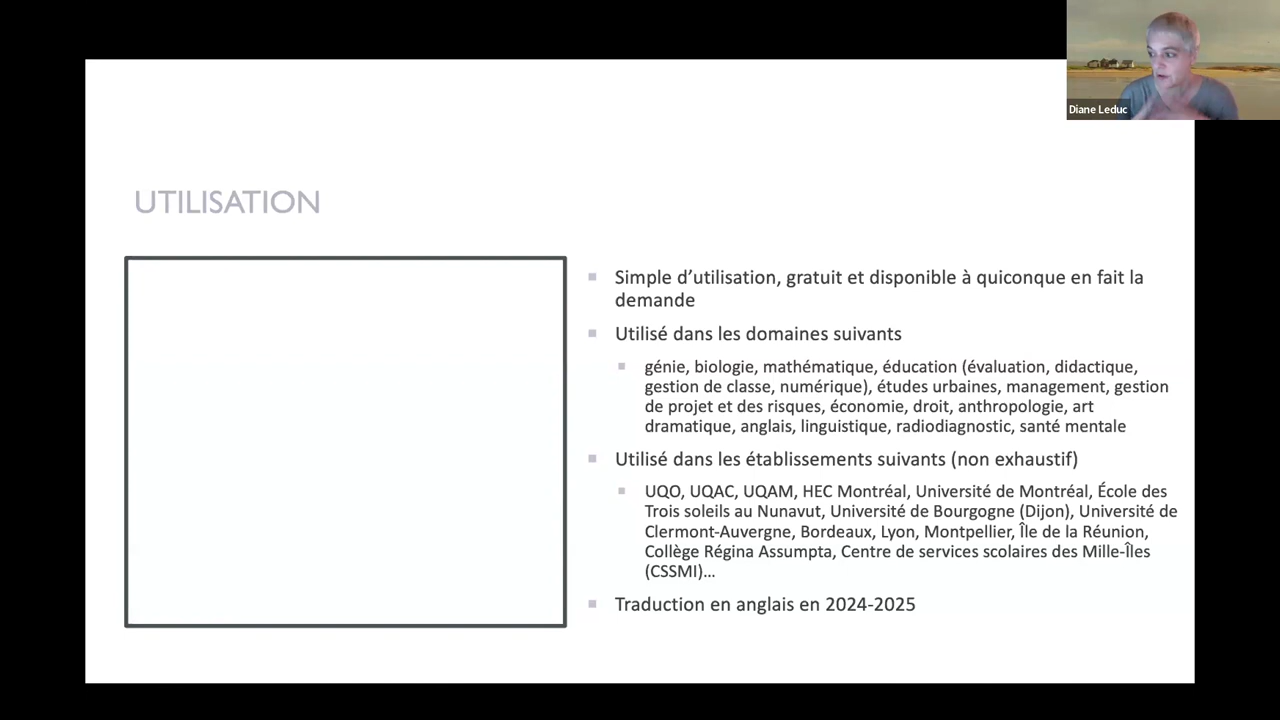 Diane Leduc
UTILISATION
Simple d’utilisation, gratuit et disponible à quiconque en fait la
demande
Utilisé dans les domaines suivants
génie, biologie, mathématique, éducation (évaluation, didactique,
gestion de classe, numérique), études urbaines, management, gestion
de projet et des risques, économie, droit, anthropologie, art
dramatique, anglais, linguistique, radiodiagnostic, santé mentale
Utilisé dans les établissements suivants (non exhaustif)
UQO, UQAC, UQAM, HEC Montréal, Université de Montréal, École des
Trois soleils au Nunavut, Université de Bourgogne (Dijon), Université de
Clermont-Auvergne, Bordeaux, Lyon, Montpellier, Île de la Réunion,
Collège Régina Assumpta, Centre de services scolaires des Mille-Îles
(CSSMI)…
Traduction en anglais en 2024-2025